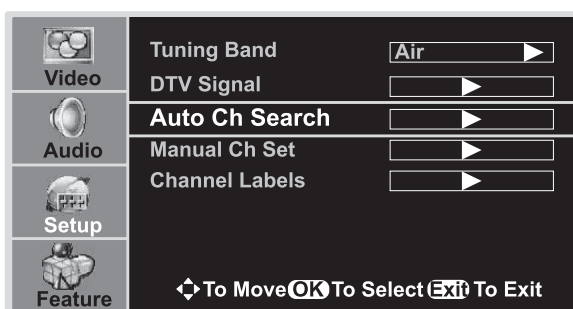 Video
Audio
Setup
Feature
Tuning Band Air
DTV Signal
Auto Ch Search
Manual Ch Set
Channel Labels
To Move OK To Select Exit To Exit